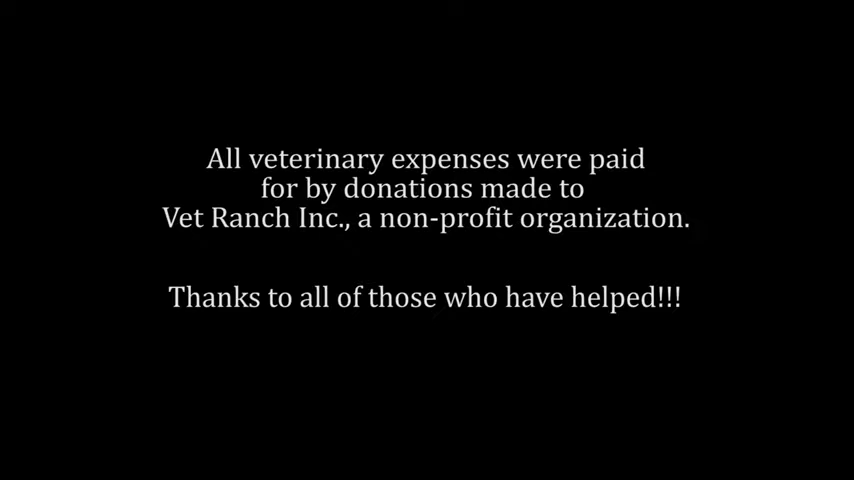 All veterinary expenses were paid
for by donations made to
Vet Ranch Inc., a non-profit organization.
Thanks to all of those who have helped!!!